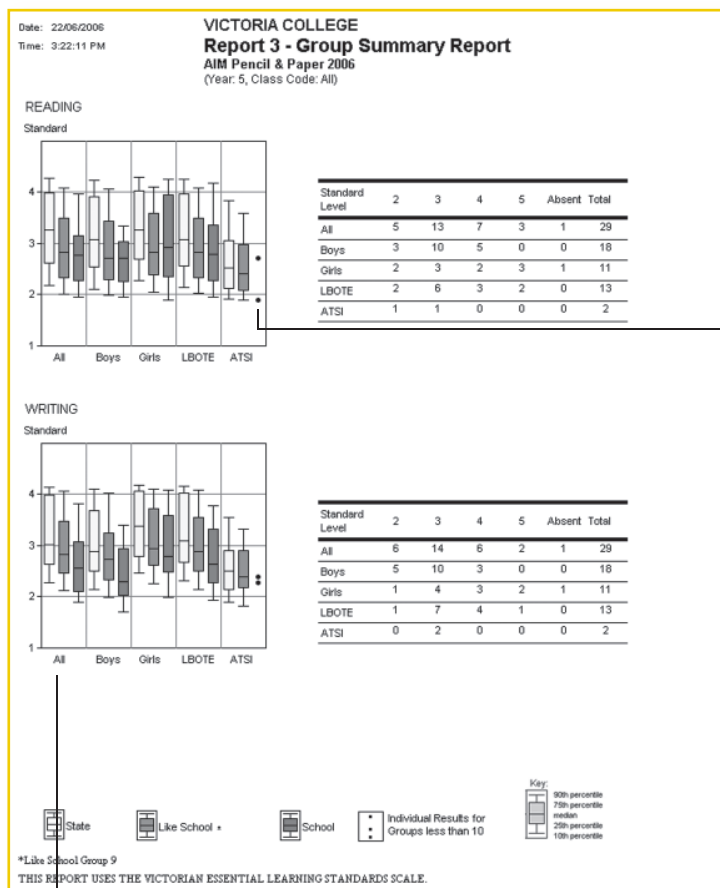 Date: 22/06/2006
Time: 3:22:11 PM
VICTORIA COLLEGE
Report 3 - Group Summary Report
AIM Pencil & Paper 2006
(Year: 5, Class Code: All)
READING
Standard
4
3
2
1
All Boys Girls LBOTE ATSI
Standard Level 2 3 4 5 Absent Total
All 5 13 7 3 1 29
Boys 3 10 5 0 0 18
Girls 2 3 2 3 1 11
LBOTE 2 6 3 2 0 13
ATSI 1 1 0 0 0 2
WRITING
Standard
4
3
2
1
All Boys Girls LBOTE ATSI
Standard Level 2 3 4 5 Absent Total
All 6 14 6 2 1 29
Boys 5 10 3 0 0 18
Girls 1 4 3 2 1 11
LBOTE 1 7 4 1 0 13
ATSI 0 2 0 0 0 2
State
Like School *
School
Individual Results for
Groups less than 10
Key:
90th percentile
75th percentile
median
25th percentile
10th percentile
*Like School Group 9
THIS REPORT USES THE VICTORIAN ESSENTIAL LEARNING STANDARDS SCALE.